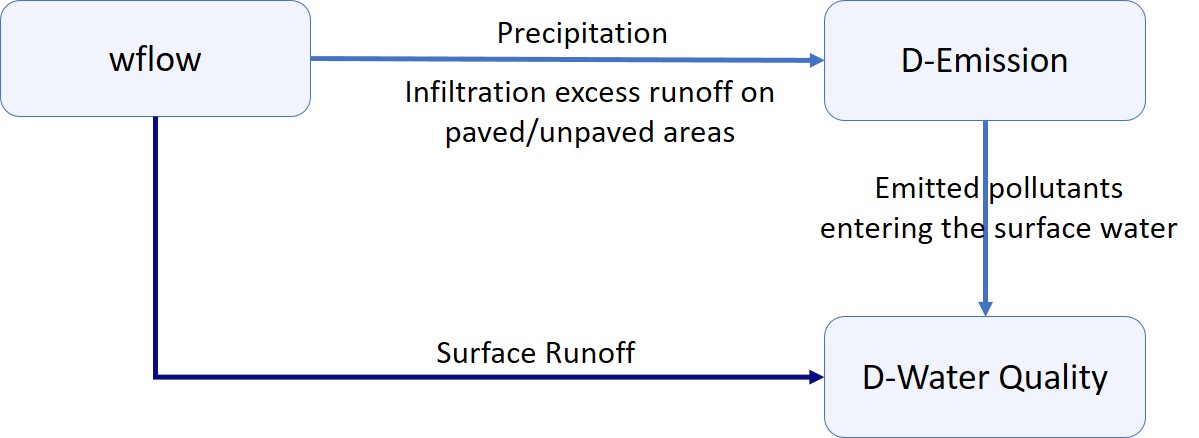 wflow
Precipitation
D-Emission
Infiltration excess runoff on
paved/unpaved areas
Emitted pollutants
entering the surface water
Surface Runoff
D-Water Quality